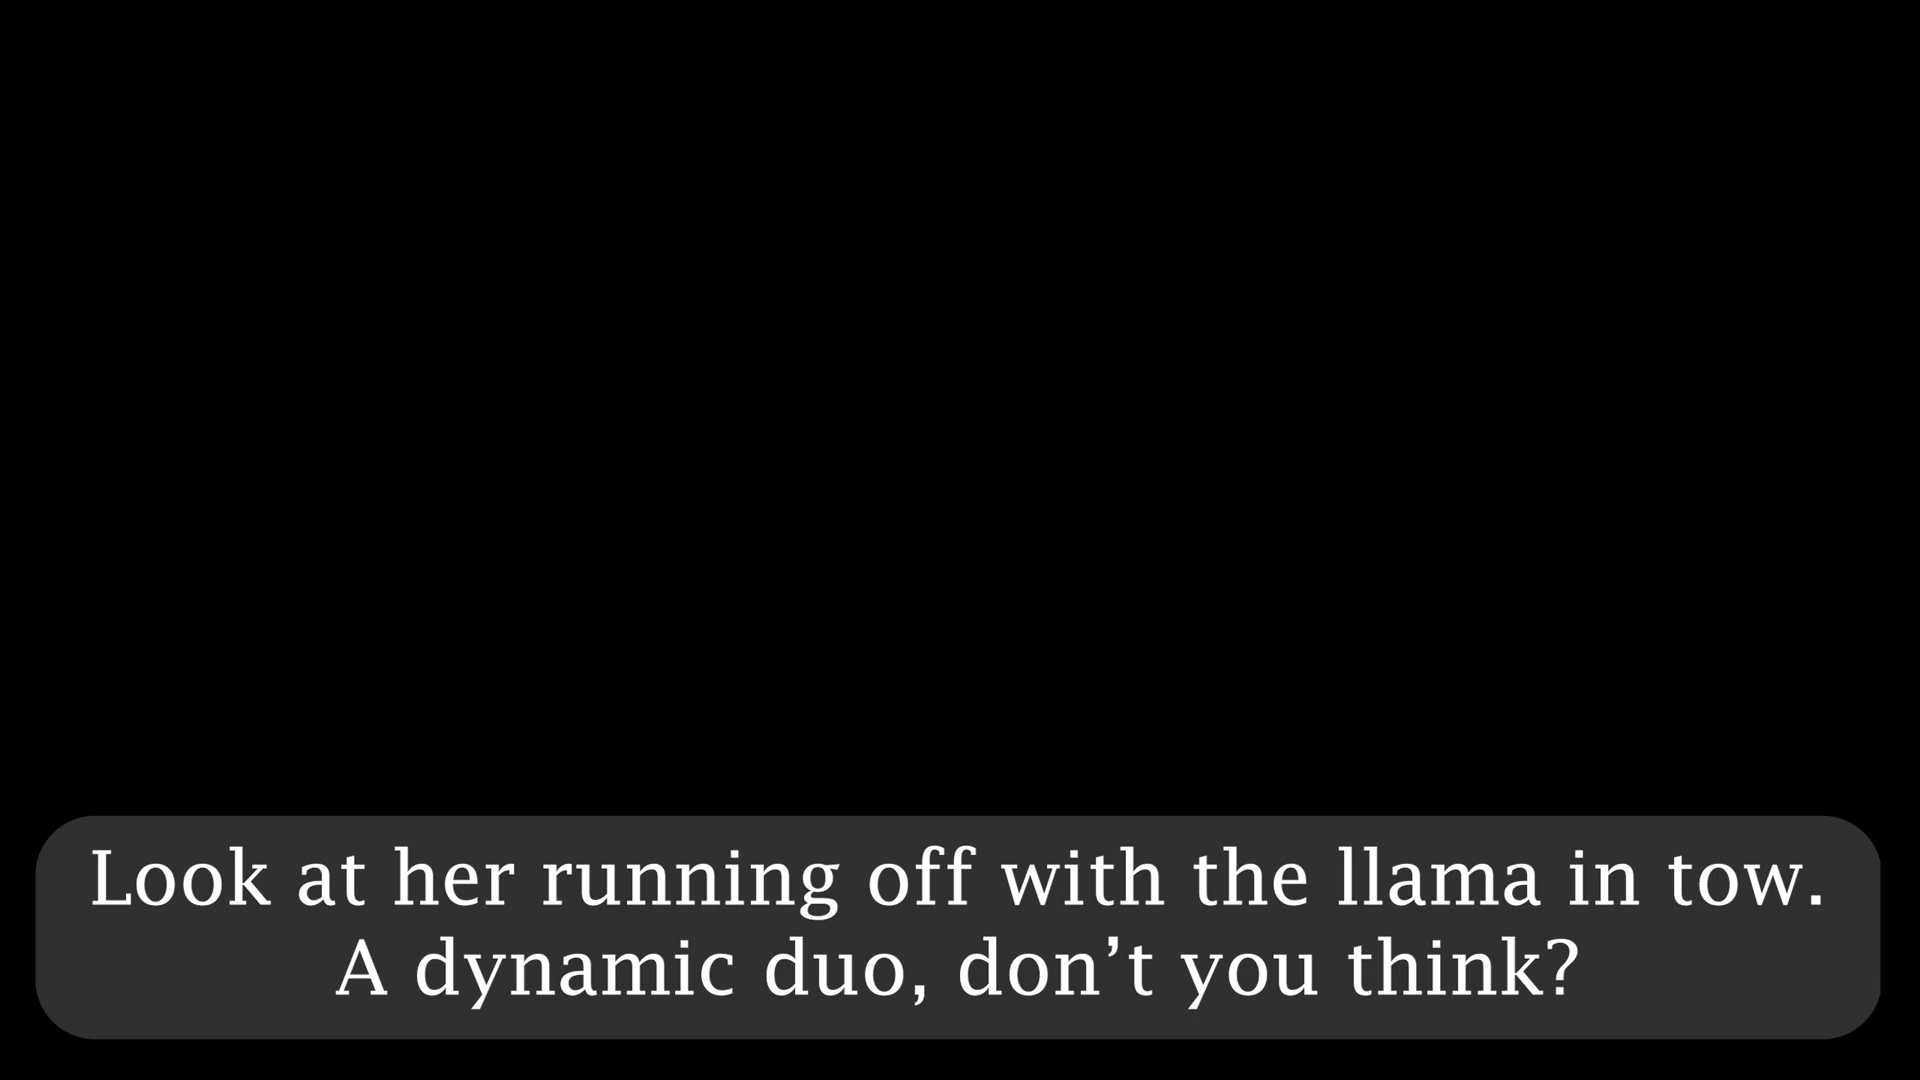 Look at her running off with the llama in tow.
A dynamic duo, don’t you think?